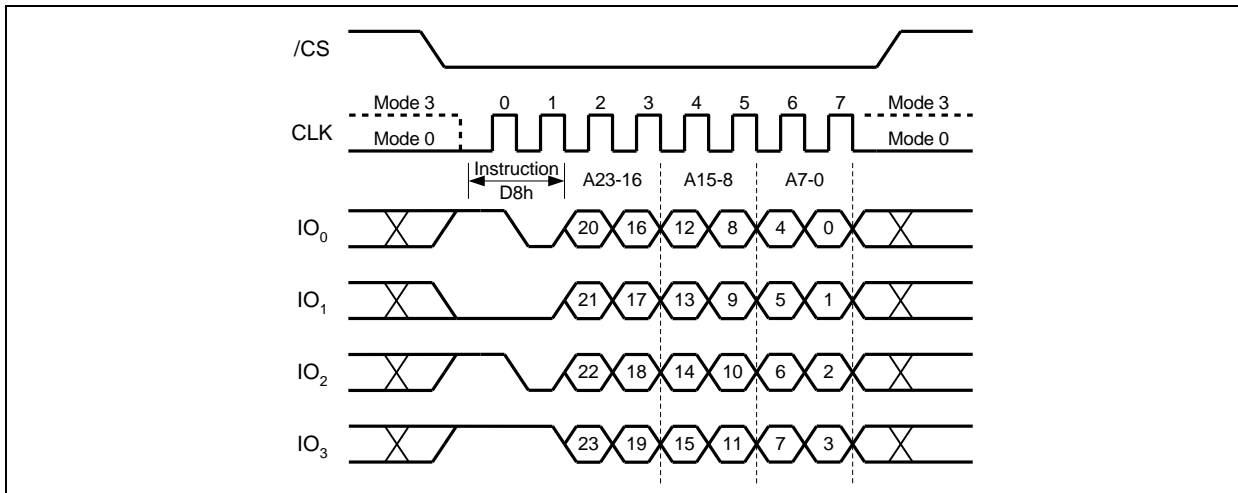 /CS
Mode 3 0 1 2 3 4 5 6 7 Mode 3
CLK
Mode 0 Mode 0
Instruction
D8h
A23-16 A15-8 A7-0
IO0 20 16 12 8 4 0
IO1 21 17 13 9 5 1
IO2 22 18 14 10 6 2
IO3 23 19 15 11 7 3